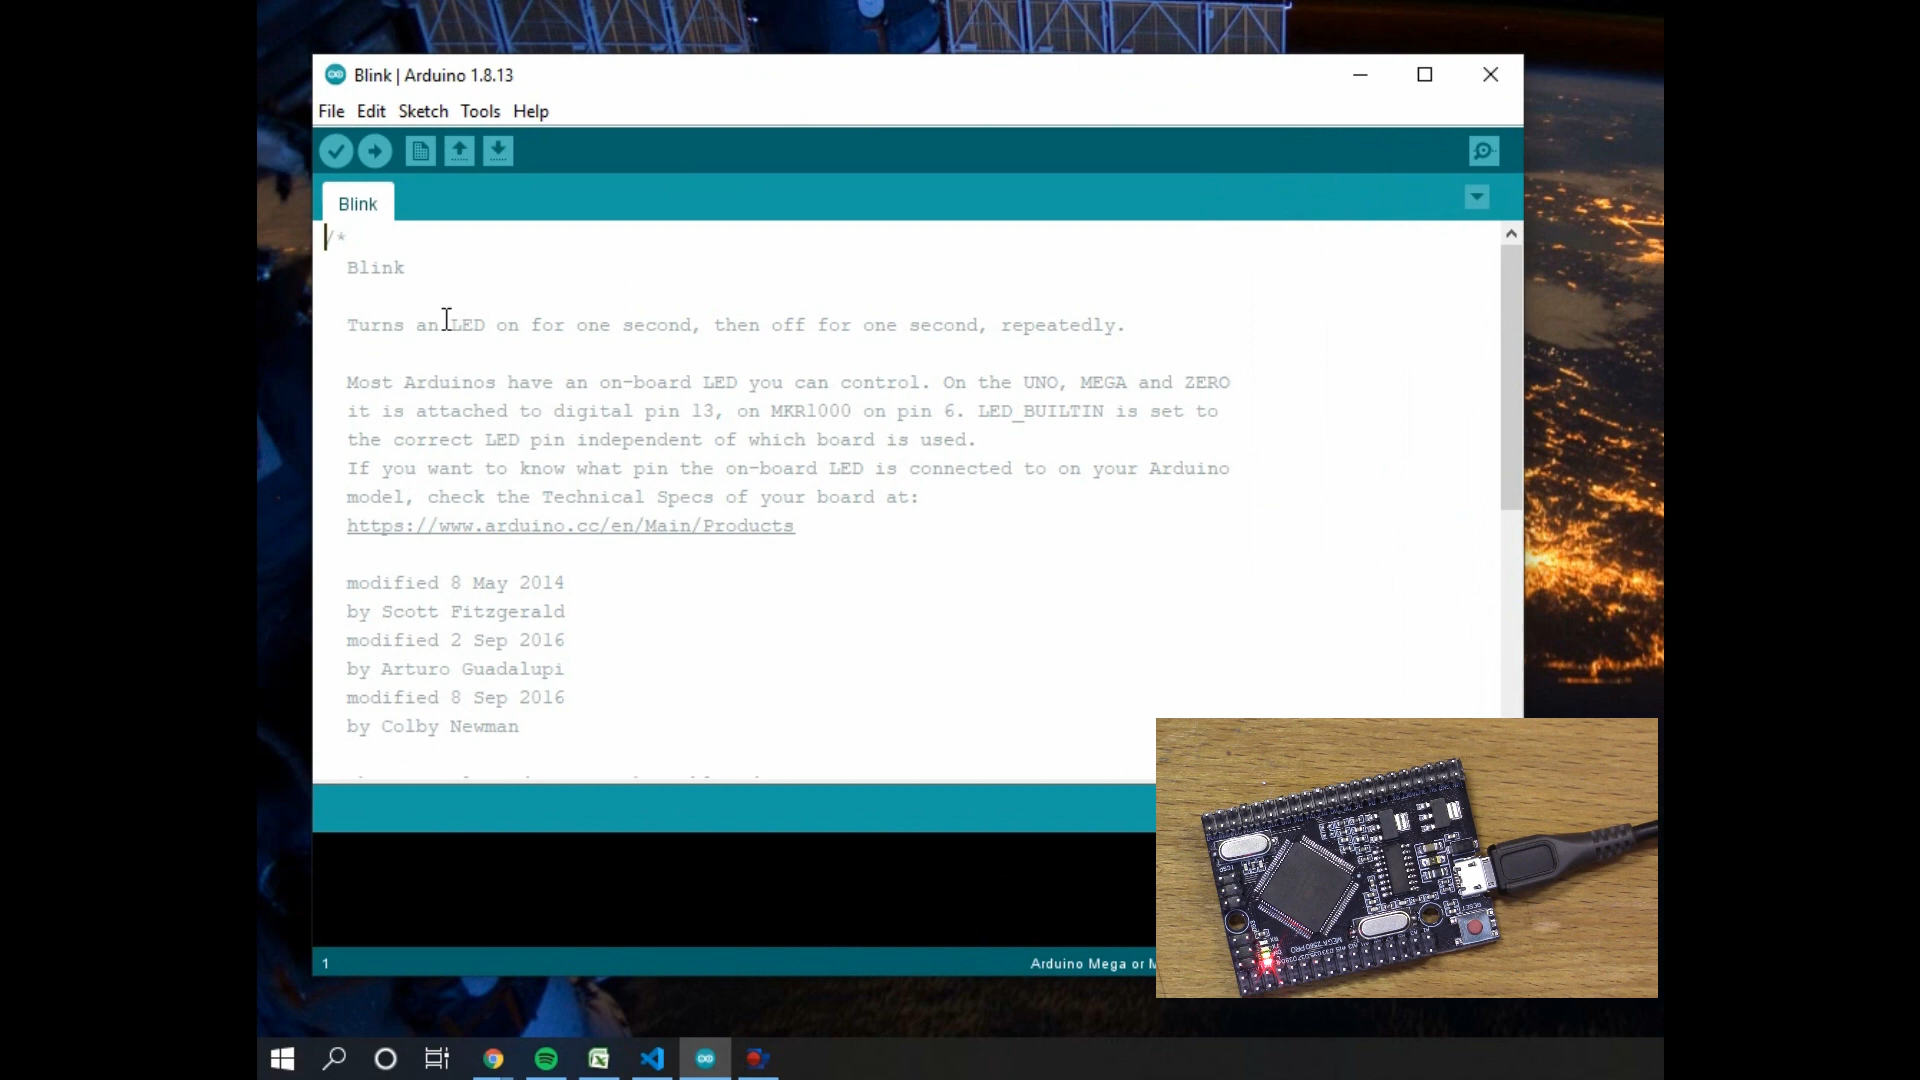 Blink | Arduino 1.8.13
File Edit Sketch Tools Help
Blink
/*
Blink
Turns an LED on for one second, then off for one second, repeatedly.
Most Arduinos have an on-board LED you can control. On the UNO, MEGA and ZERO
it is attached to digital pin 13, on MKR1000 on pin 6. LED_BUILTIN is set to
the correct LED pin independent of which board is used.
If you want to know what pin the on-board LED is connected to on your Arduino
model, check the Technical Specs of your board at:
https://www.arduino.cc/en/Main/Products
modified 8 May 2014
by Scott Fitzgerald
modified 2 Sep 2016
by Arturo Guadalupi
modified 8 Sep 2016
by Colby Newman
1
Arduino Mega or M
RESET
MEGA 2560 PRO